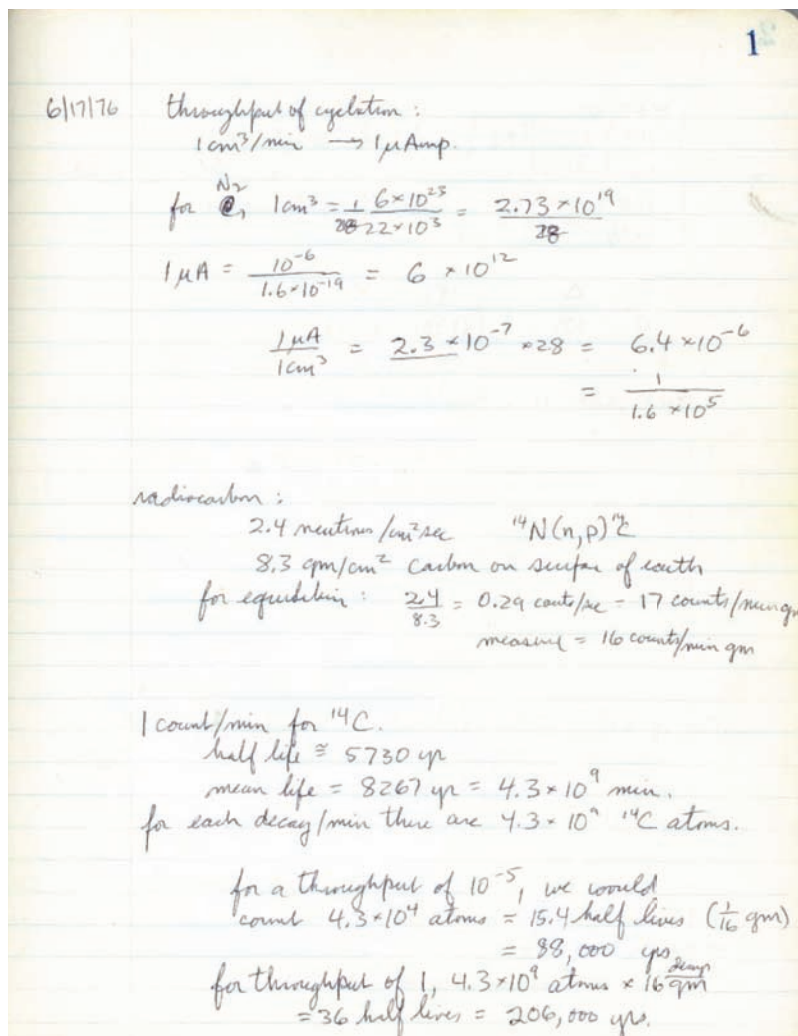 1
6/17/76 throughput of cyclotron :
1 cm³/min → 1 μAmp.
N₂
for 1cm³ = 1/28 6×10²³/22×10³ = 2.73×10¹⁹/28
1 μA = 10⁻⁶/1.6×10⁻¹⁹ = 6 × 10¹²
1 μA/1 cm³ = 2.3 × 10⁻⁷ × 28 = 6.4 × 10⁻⁶
= 1/1.6 × 10⁵
radiocarbon :
2.4 neutrons/cm² sec ¹⁴N(n,p)¹⁴C
8.3 gm/cm² carbon on surface of earth
for equilibrium : 2.4/8.3 = 0.29 counts/sec = 17 counts/min gm
measure = 16 counts/min gm
1 count/min for ¹⁴C.
half life ≅ 5730 yr
mean life = 8267 yr = 4.3 × 10⁹ min.
for each decay/min there are 4.3 × 10⁹ ¹⁴C atoms.
for a throughput of 10⁻⁵, we would
count 4.3×10⁴ atoms = 15.4 half lives (1/16 gm)
= 88,000 yrs
for throughput of 1, 4.3×10⁹ atoms × 16 /gm
= 36 half lives = 206,000 yrs.